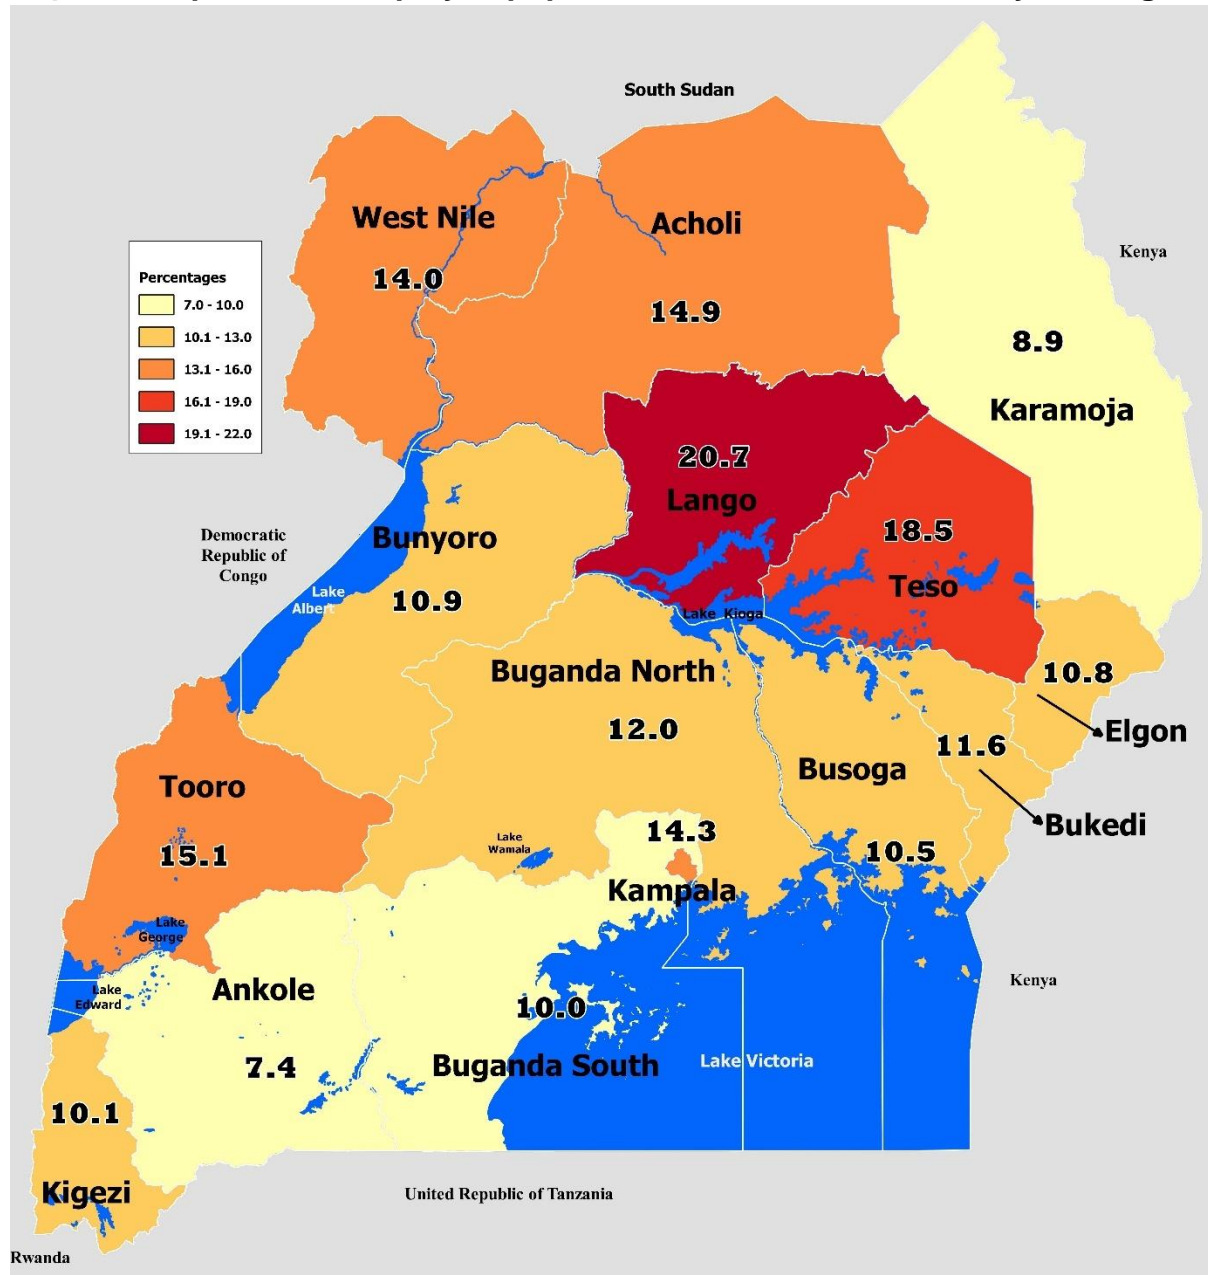 South Sudan
West Nile
14.0
Acholi
14.9
Kenya
8.9
Karamoja
Percentages
7.0 - 10.0
10.1 - 13.0
13.1 - 16.0
16.1 - 19.0
19.1 - 22.0
20.7
Lango
18.5
Teso
Democratic
Republic of
Congo
Bunyoro
10.9
Lake
Albert
Lake Kioga
Buganda North
12.0
10.8
Elgon
11.6
Bukedi
Busoga
10.5
Tooro
15.1
Lake
Wamala
14.3
Kampala
Lake
George
Lake
Edward
Ankole
7.4
10.0
Buganda South
Lake Victoria
Kenya
10.1
Kigezi
United Republic of Tanzania
Rwanda